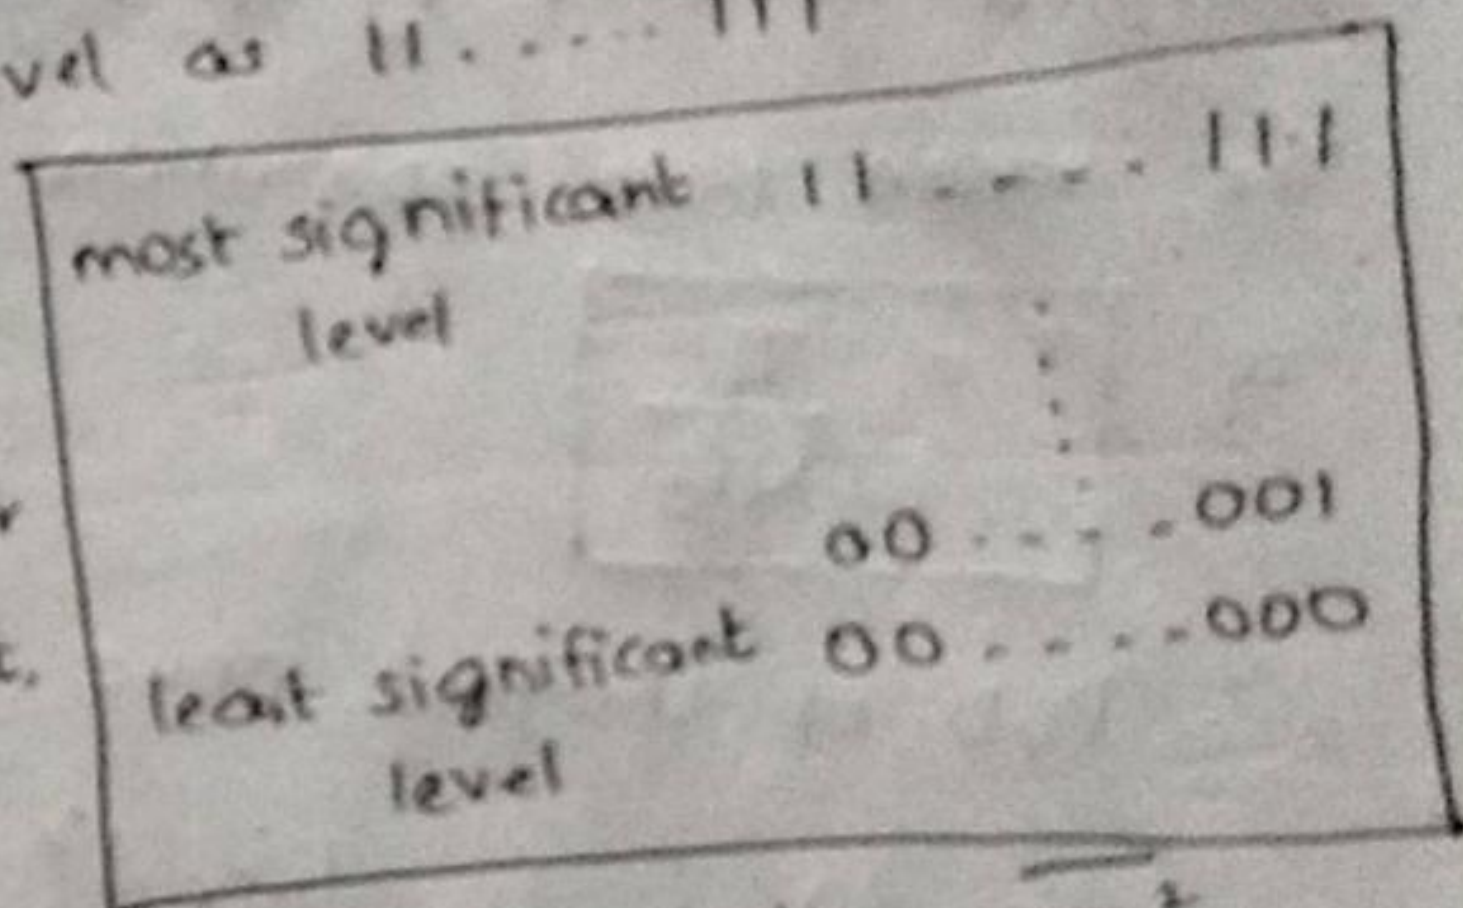 vel as 11. - - - .. 111
most significant 11 . - - - . 111
level
00 . - - - . 001
least significant 00 . - - . - 000
level